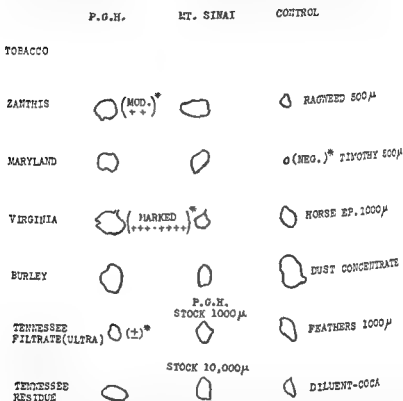 P.G.H. MT. SINAI CONTROL
TOBACCO
ZANTHIS (MOD. ++)* RAGWEED 500μ
MARYLAND (NEG.)* TIMOTHY 500μ
VIRGINIA (MARKED +++-++++)* HORSE EP. 1000μ
BURLEY DUST CONCENTRATE
P.G.H.
STOCK 1000μ
TENNESSEE
FILTRATE(ULTRA) (±)* FEATHERS 1000μ
STOCK 10,000μ
TENNESSEE
RESIDUE DILUENT-COCA